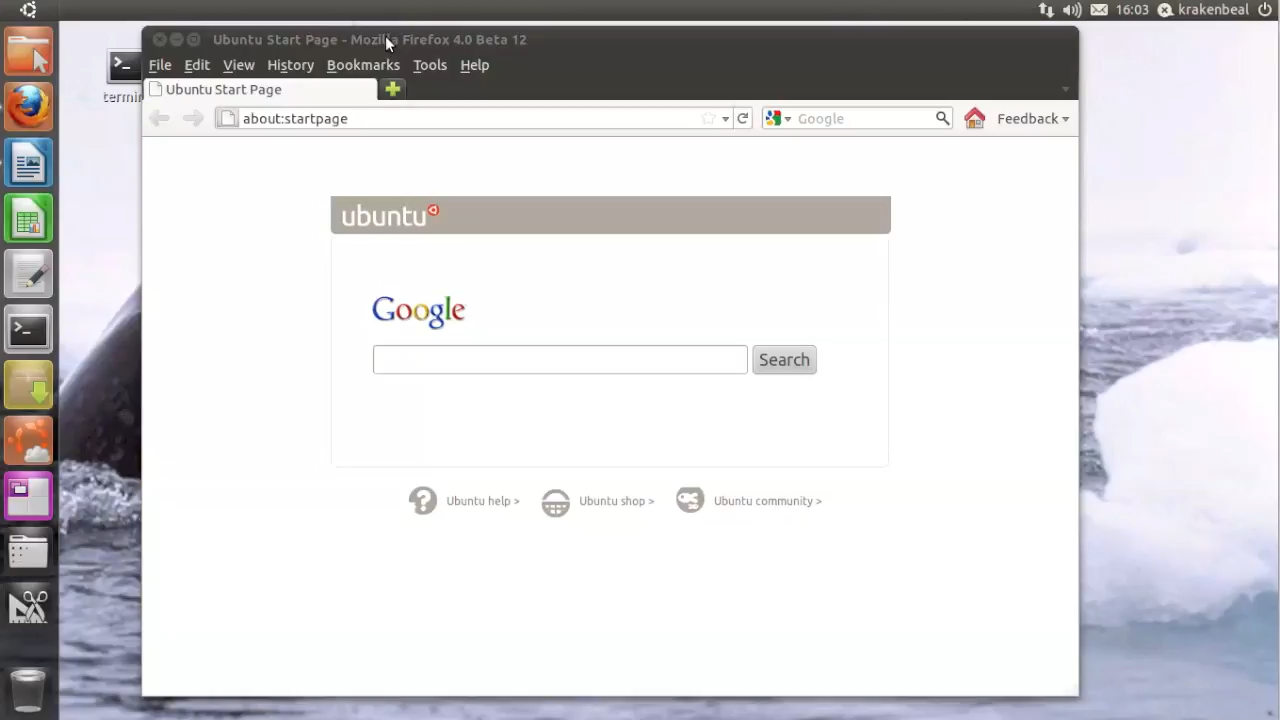 16:03 krakenbeal
Ubuntu Start Page - Mozilla Firefox 4.0 Beta 12
File Edit View History Bookmarks Tools Help
Ubuntu Start Page
about:startpage Google Feedback
termin
ubuntu
Google
Search
Ubuntu help > Ubuntu shop > Ubuntu community >